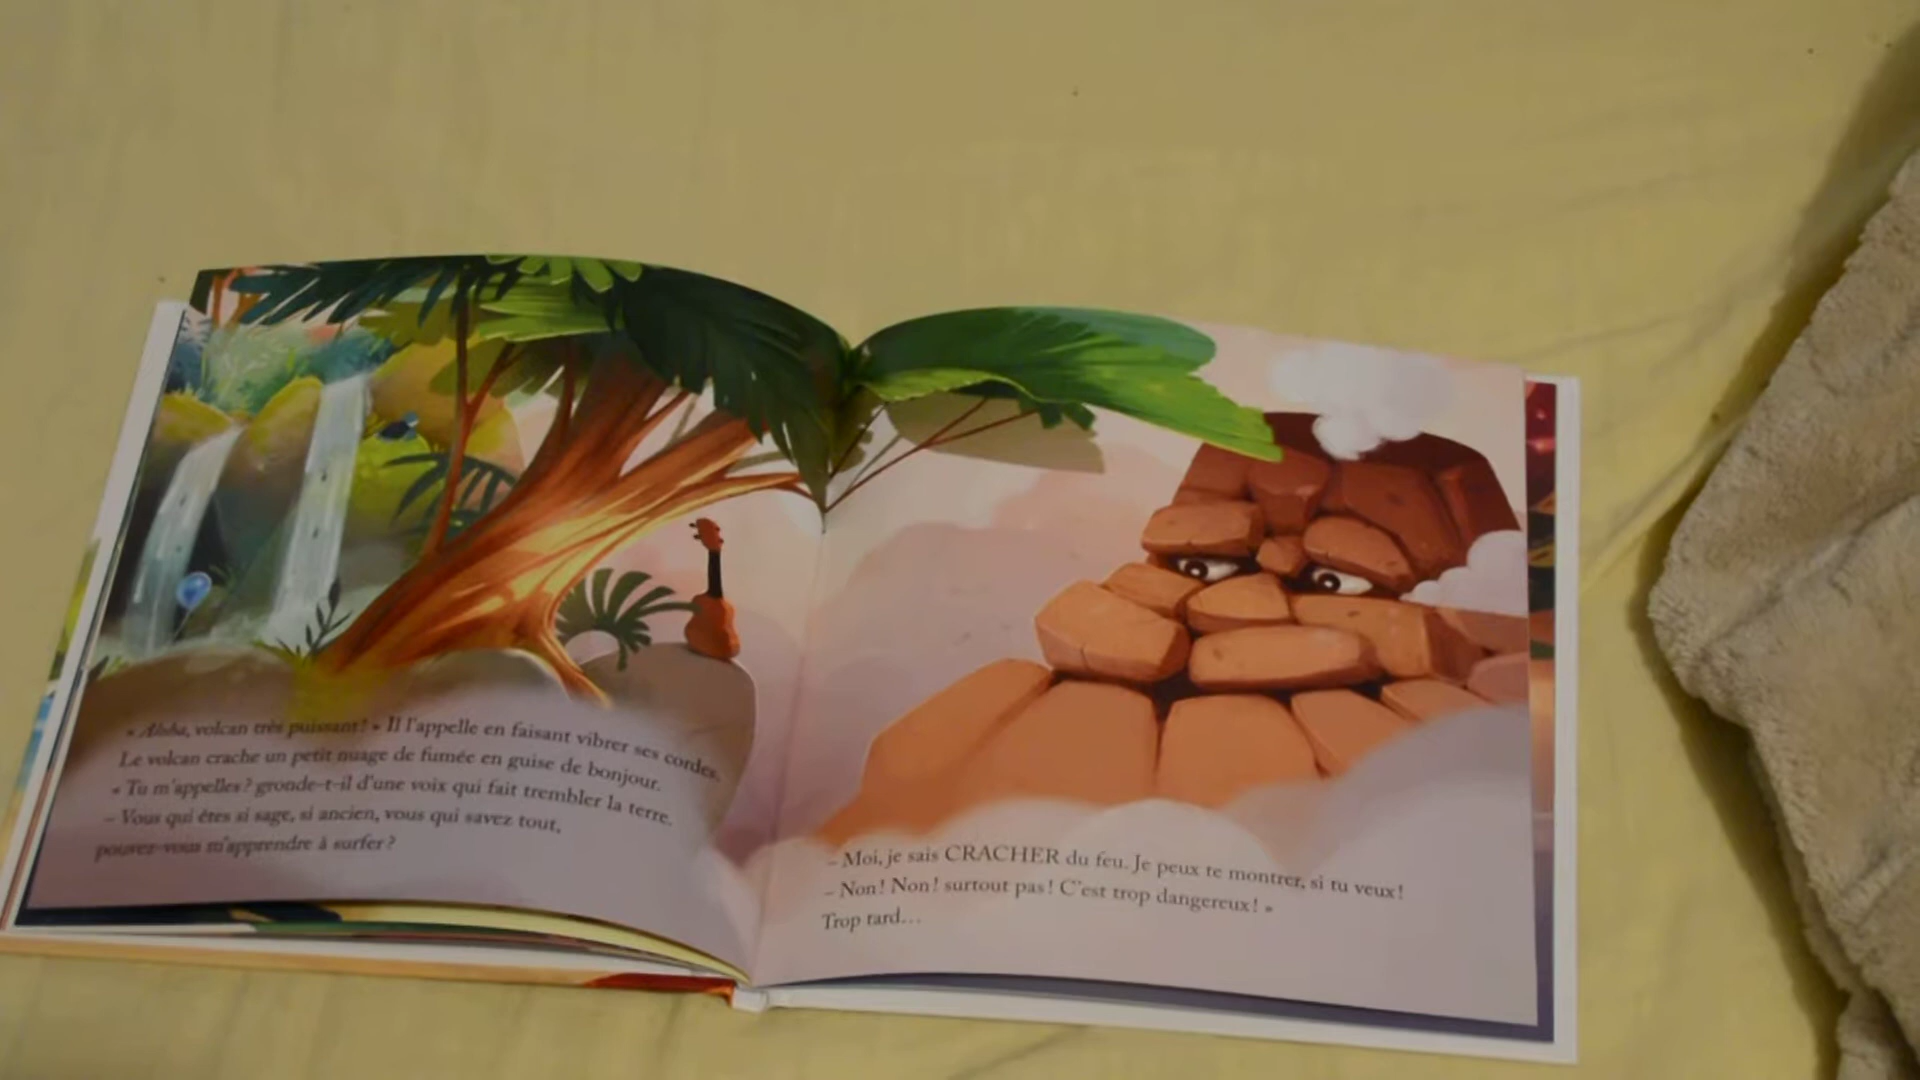 « Aloha, volcan très puissant ! » Il l'appelle en faisant vibrer ses cordes.
Le volcan crache un petit nuage de fumée en guise de bonjour.
« Tu m'appelles ? gronde-t-il d'une voix qui fait trembler la terre.
– Vous qui êtes si sage, si ancien, vous qui savez tout,
pouvez-vous m'apprendre à surfer ?
– Moi, je sais CRACHER du feu. Je peux te montrer, si tu veux !
– Non ! Non ! surtout pas ! C'est trop dangereux ! »
Trop tard…